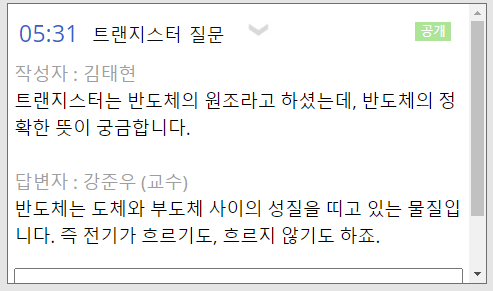 05:31 트랜지스터 질문 공개
작성자 : 김태현
트랜지스터는 반도체의 원조라고 하셨는데, 반도체의 정
확한 뜻이 궁금합니다.
답변자 : 강준우 (교수)
반도체는 도체와 부도체 사이의 성질을 띠고 있는 물질입
니다. 즉 전기가 흐르기도, 흐르지 않기도 하죠.